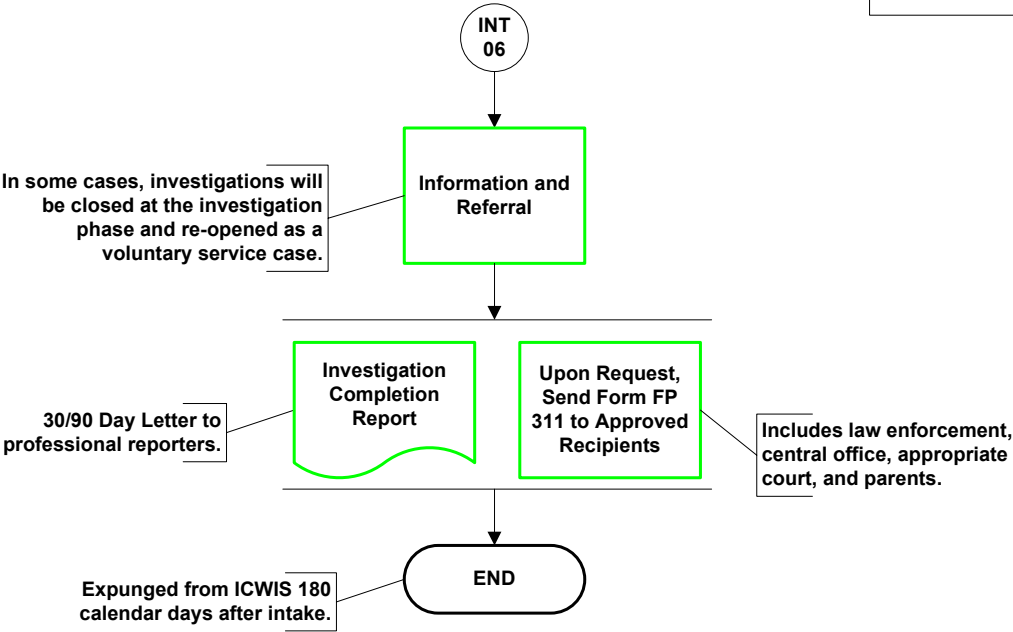 INT
06
Information and
Referral
In some cases, investigations will
be closed at the investigation
phase and re-opened as a
voluntary service case.
Investigation
Completion
Report
Upon Request,
Send Form FP
311 to Approved
Recipients
30/90 Day Letter to
professional reporters.
Includes law enforcement,
central office, appropriate
court, and parents.
END
Expunged from ICWIS 180
calendar days after intake.